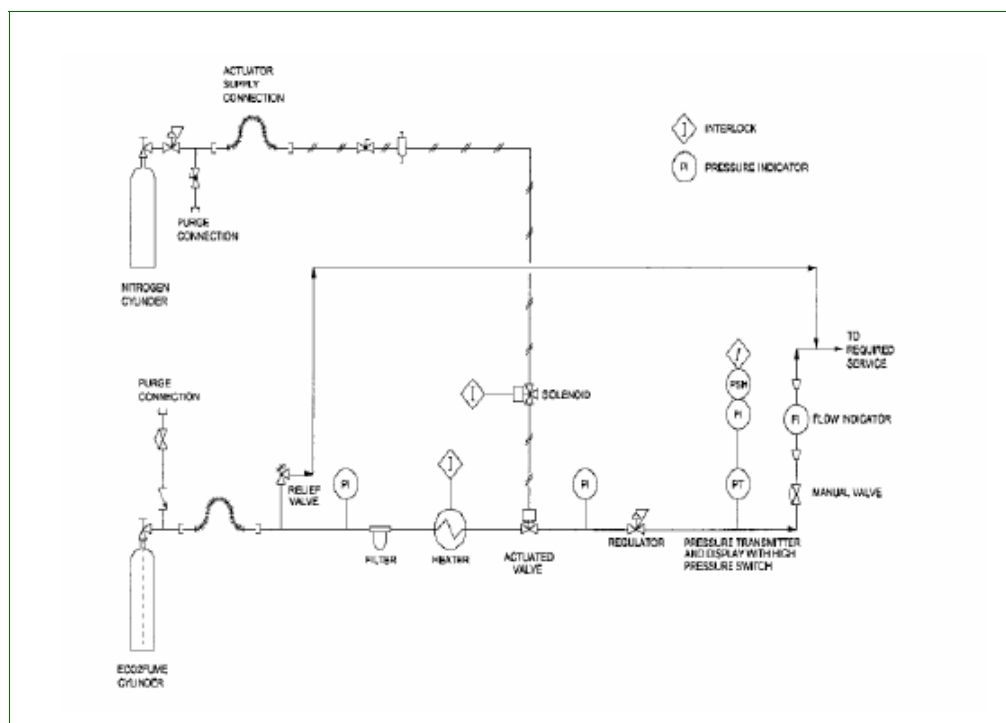 ACTUATOR
SUPPLY
CONNECTION
I
INTERLOCK
PI
PRESSURE INDICATOR
PURGE
CONNECTION
NITROGEN
CYLINDER
TO
REQUIRED
SERVICE
PURGE
CONNECTION
I
SOLENOID
I
PSH
PI
FI
FLOW INDICATOR
I
RELIEF
VALVE
PI
PI
PT
MANUAL VALVE
FILTER
HEATER
ACTUATED
VALVE
REGULATOR
PRESSURE TRANSMITTER
AND DISPLAY WITH HIGH
PRESSURE SWITCH
ECO2FUME
CYLINDER